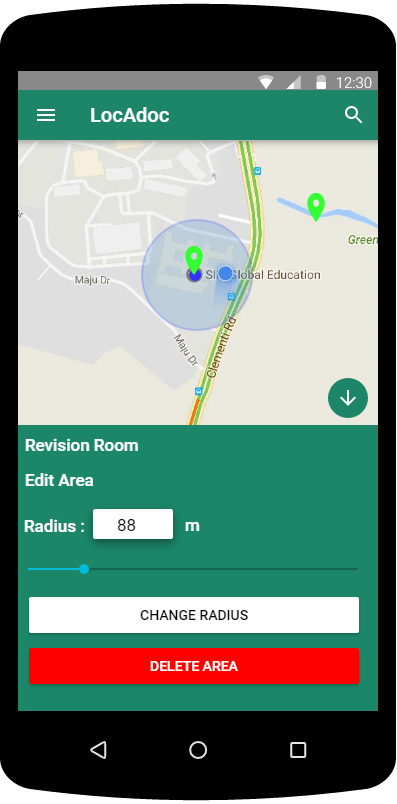 12:30
LocAdoc
Green
Global Education
Maju Dr
Maju Dr
Clementi Rd
Revision Room
Edit Area
Radius : 88 m
CHANGE RADIUS
DELETE AREA